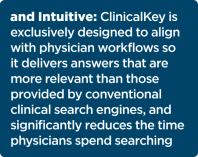 and Intuitive: ClinicalKey is
exclusively designed to align
with physician workflows so
it delivers answers that are
more relevant than those
provided by conventional
clinical search engines, and
significantly reduces the time
physicians spend searching